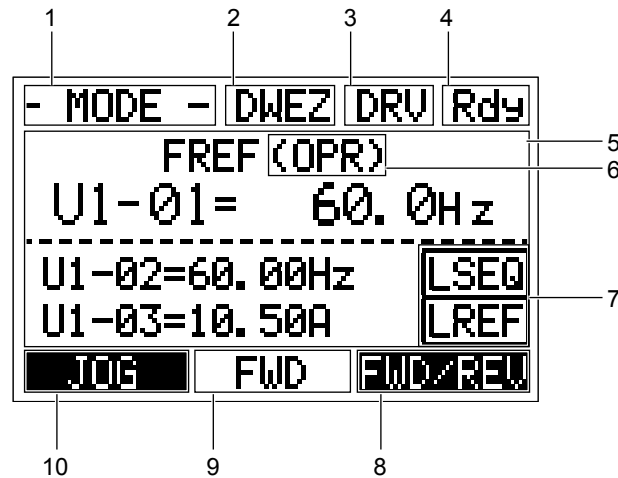 1 2 3 4
- MODE - DWEZ DRV Rdy
5
FREF (OPR)
6
U1-01= 60.0Hz
U1-02=60.00Hz LSEQ
7
U1-03=10.50A LREF
JOG FWD FWD/REV
10 9 8